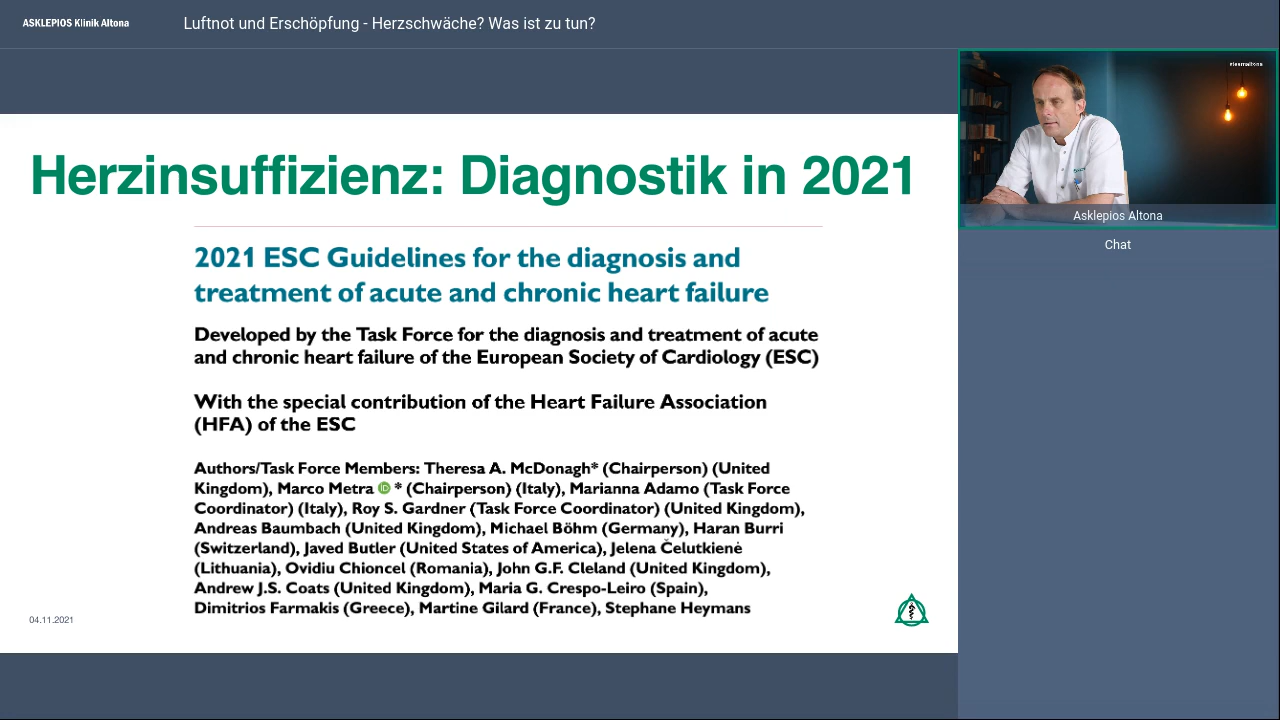 ASKLEPIOS Klinik Altona
Luftnot und Erschöpfung - Herzschwäche? Was ist zu tun?
#teamaltona
Herzinsuffizienz: Diagnostik in 2021
2021 ESC Guidelines for the diagnosis and
treatment of acute and chronic heart failure
Developed by the Task Force for the diagnosis and treatment of acute
and chronic heart failure of the European Society of Cardiology (ESC)
With the special contribution of the Heart Failure Association
(HFA) of the ESC
Authors/Task Force Members: Theresa A. McDonagh* (Chairperson) (United
Kingdom), Marco Metra iD * (Chairperson) (Italy), Marianna Adamo (Task Force
Coordinator) (Italy), Roy S. Gardner (Task Force Coordinator) (United Kingdom),
Andreas Baumbach (United Kingdom), Michael Böhm (Germany), Haran Burri
(Switzerland), Javed Butler (United States of America), Jelena Čelutkienė
(Lithuania), Ovidiu Chioncel (Romania), John G.F. Cleland (United Kingdom),
Andrew J.S. Coats (United Kingdom), Maria G. Crespo-Leiro (Spain),
Dimitrios Farmakis (Greece), Martine Gilard (France), Stephane Heymans
04.11.2021
Asklepios Altona
Chat